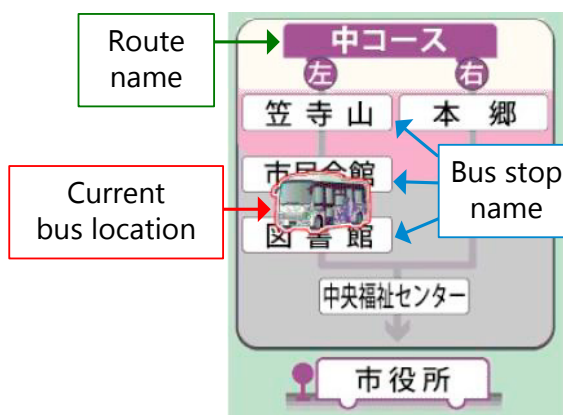 Route
name
中コース
左 右
笠寺山 本郷
市民会館
Bus stop
name
Current
bus location
図書館
中央福祉センター
市役所